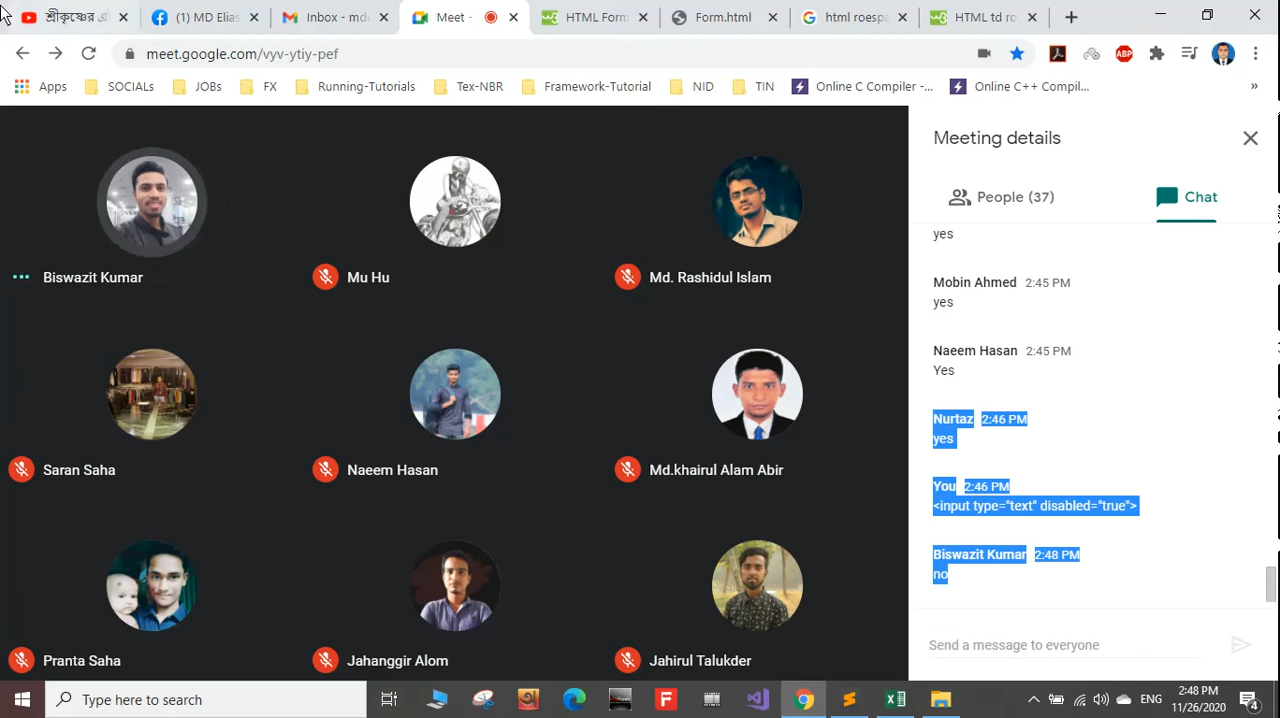 শ্রীকৃষ্ণের
(1) MD Elias
Inbox - md
Meet -
HTML Form
Form.html
html roespa
HTML td ro
meet.google.com/vyv-ytiy-pef
ABP
Apps
SOCIALs
JOBs
FX
Running-Tutorials
Tex-NBR
Framework-Tutorial
NID
TIN
Online C Compiler -...
Online C++ Compil...
»
Meeting details
People (37)
Chat
yes
Mobin Ahmed 2:45 PM
yes
Naeem Hasan 2:45 PM
Yes
Nurtaz 2:46 PM
yes
You 2:46 PM
<input type="text" disabled="true">
Biswazit Kumar 2:48 PM
no
Send a message to everyone
Biswazit Kumar
Mu Hu
Md. Rashidul Islam
Saran Saha
Naeem Hasan
Md.khairul Alam Abir
Pranta Saha
Jahanggir Alom
Jahirul Talukder
Type here to search
ENG
2:48 PM
11/26/2020
4